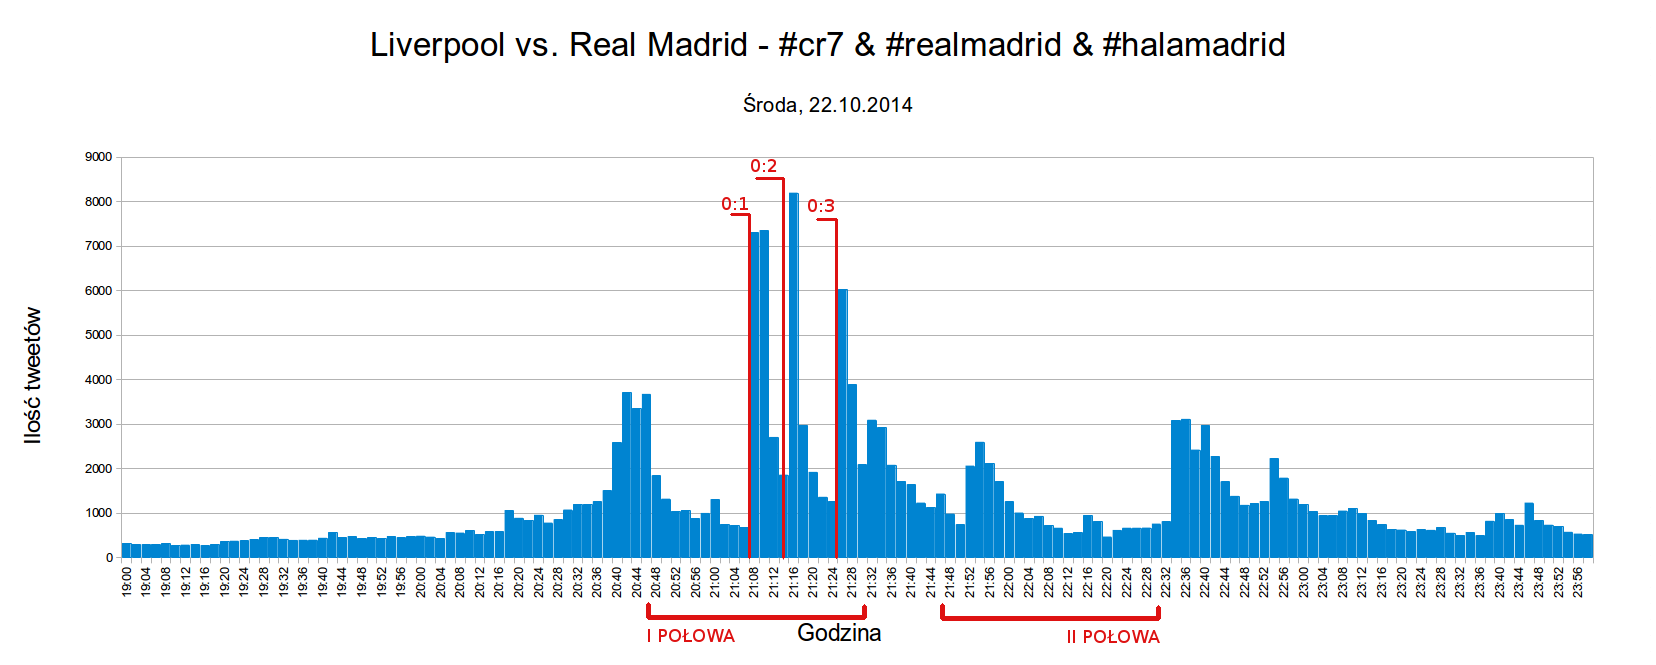 Liverpool vs. Real Madrid - #cr7 & #realmadrid & #halamadrid
Środa, 22.10.2014
Ilość tweetów
9000
8000
7000
6000
5000
4000
3000
2000
1000
0
0:1
0:2
0:3
19:00 19:04 19:08 19:12 19:16 19:20 19:24 19:28 19:32 19:36 19:40 19:44 19:48 19:52 19:56 20:00 20:04 20:08 20:12 20:16 20:20 20:24 20:28 20:32 20:36 20:40 20:44 20:48 20:52 20:56 21:00 21:04 21:08 21:12 21:16 21:20 21:24 21:28 21:32 21:36 21:40 21:44 21:48 21:52 21:56 22:00 22:04 22:08 22:12 22:16 22:20 22:24 22:28 22:32 22:36 22:40 22:44 22:48 22:52 22:56 23:00 23:04 23:08 23:12 23:16 23:20 23:24 23:28 23:32 23:36 23:40 23:44 23:48 23:52 23:56
I POŁOWA
Godzina
II POŁOWA